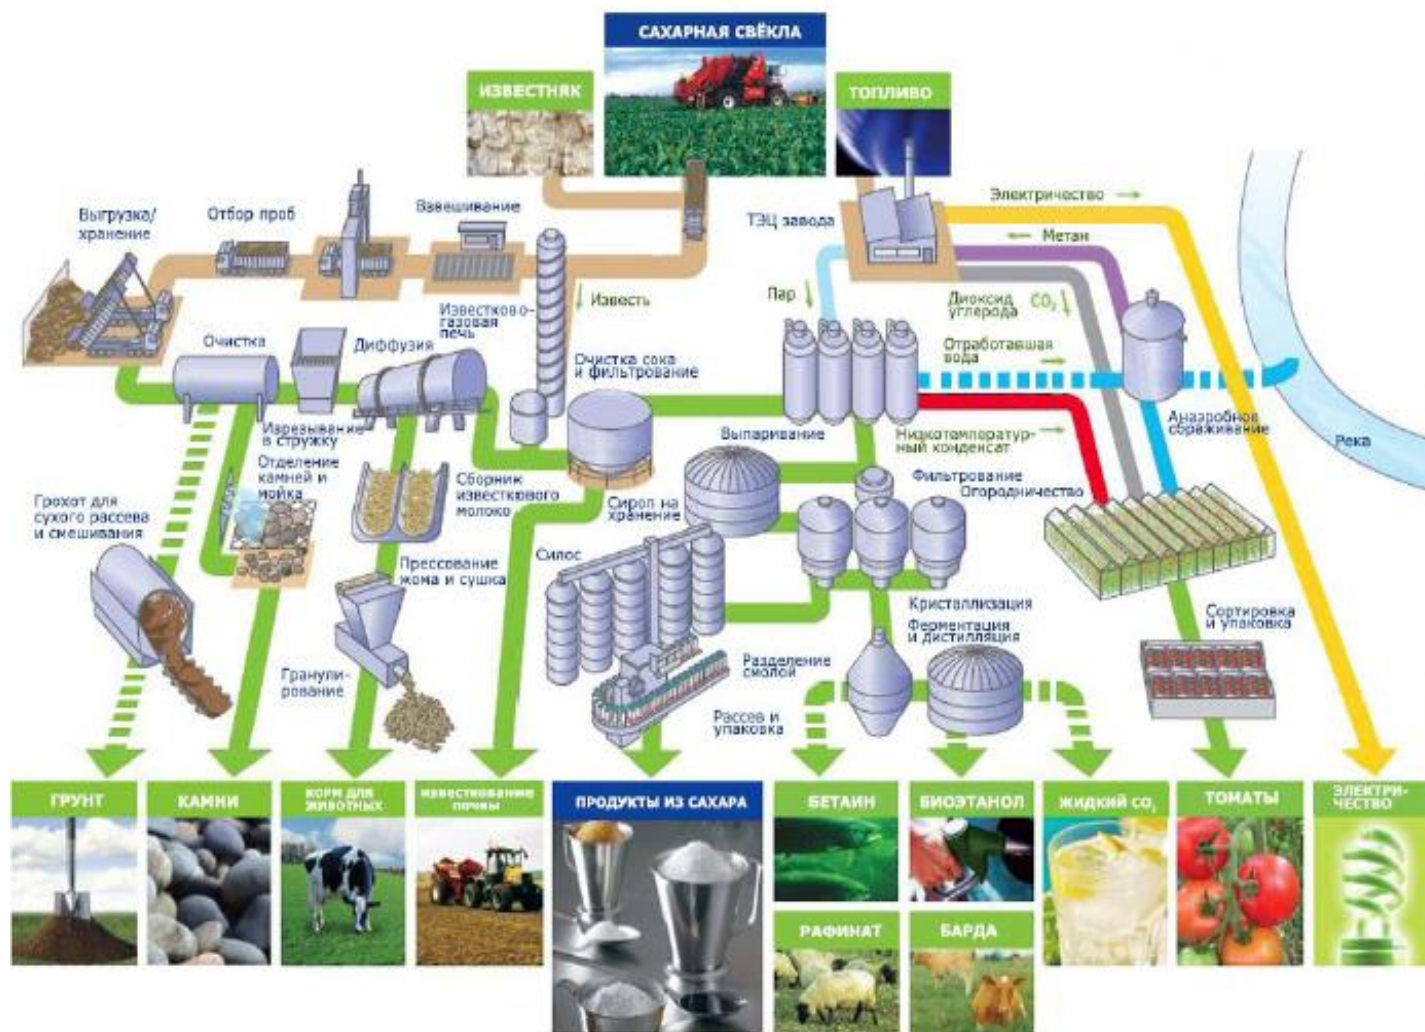 САХАРНАЯ СВЁКЛА
ИЗВЕСТНЯК
ТОПЛИВО
Выгрузка/
хранение
Отбор проб
Взвешивание
ТЭЦ завода
Электричество
Метан
Известково-
газовая
печь
Известь
Пар
Диоксид
углерода
CO₂
Очистка
Диффузия
Очистка сока
и фильтрование
Отработавшая
вода
Изрезывание
в стружку
Выпаривание
Низкотемператур-
ный конденсат
Анаэробное
сбраживание
Река
Отделение
камней и
мойка
Сборник
известкового
молоко
Сироп на
хранение
Фильтрование
Огородничество
Грохот для
сухого рассева
и смешивания
Прессование
жома и сушка
Силос
Кристаллизация
Ферментация
и дистилляция
Сортировка
и упаковка
Гранули-
рование
Разделение
смолой
Рассев и
упаковка
ГРУНТ
КАМНИ
КОРМ ДЛЯ
ЖИВОТНЫХ
известкование
почвы
ПРОДУКТЫ ИЗ САХАРА
БЕТАИН
БИОЭТАНОЛ
ЖИДКИЙ CO₂
ТОМАТЫ
ЭЛЕКТРИ-
ЧЕСТВО
РАФИНАТ
БАРДА